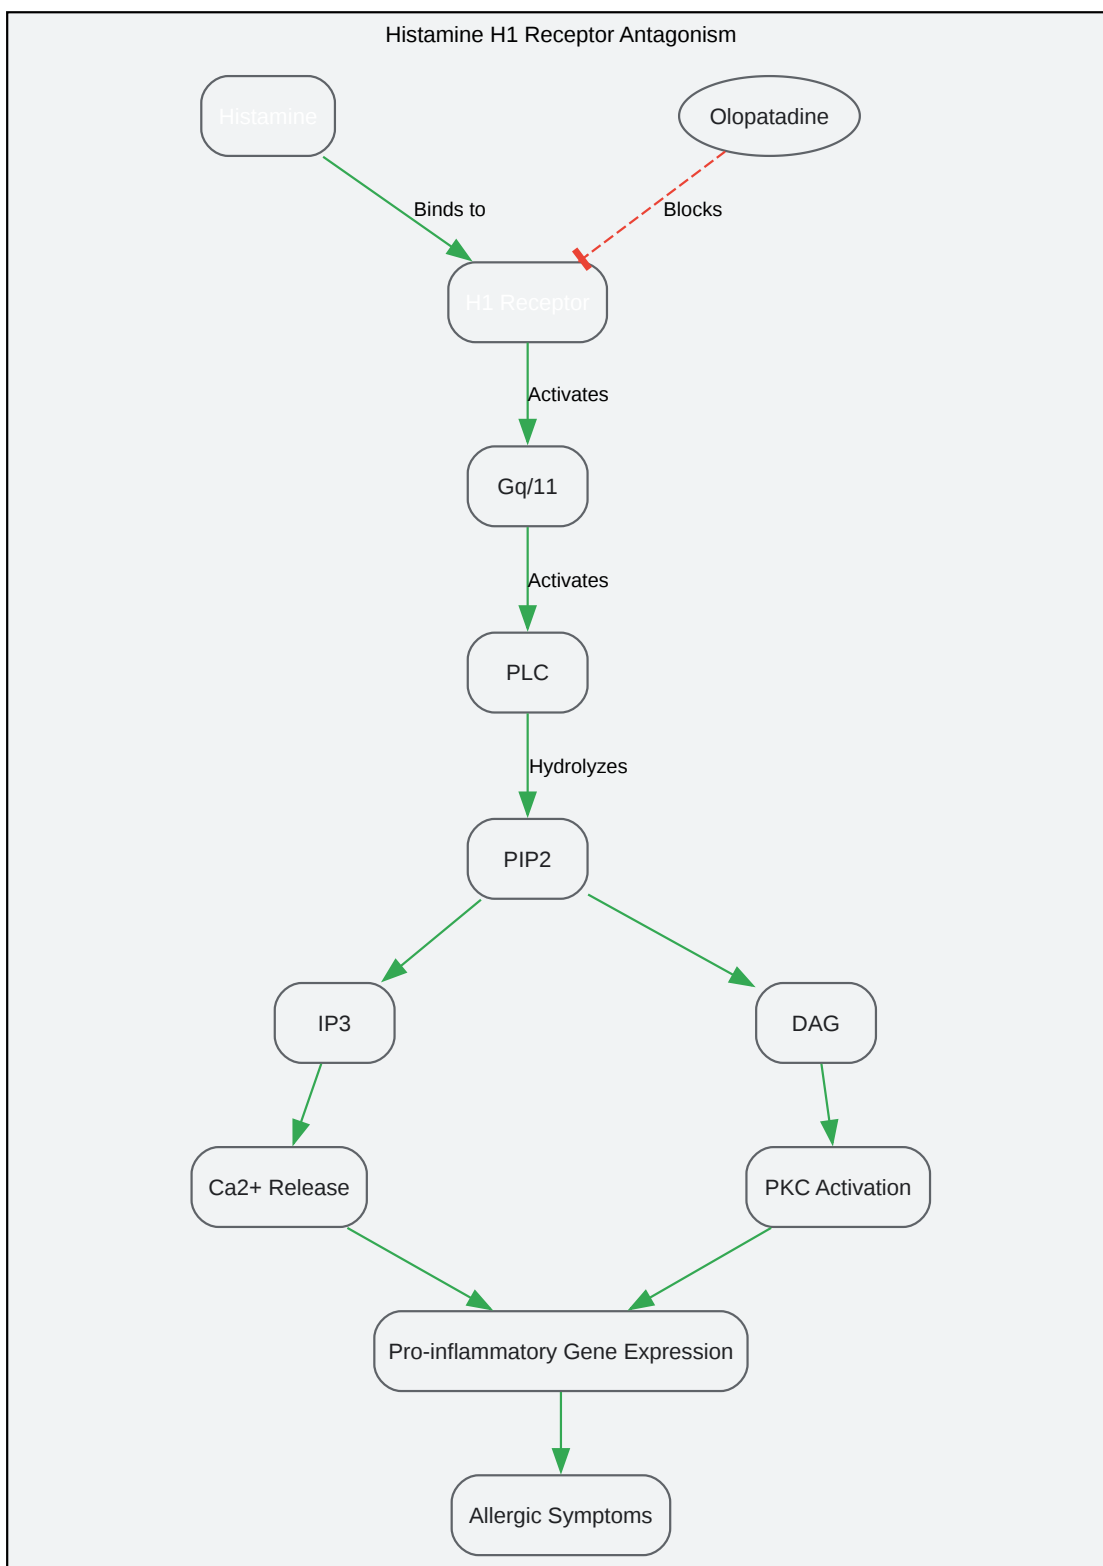 Histamine H1 Receptor Antagonism
Histamine
Olopatadine
Binds to
Blocks
H1 Receptor
Activates
Gq/11
Activates
PLC
Hydrolyzes
PIP2
IP3
DAG
Ca2+ Release
PKC Activation
Pro-inflammatory Gene Expression
Allergic Symptoms